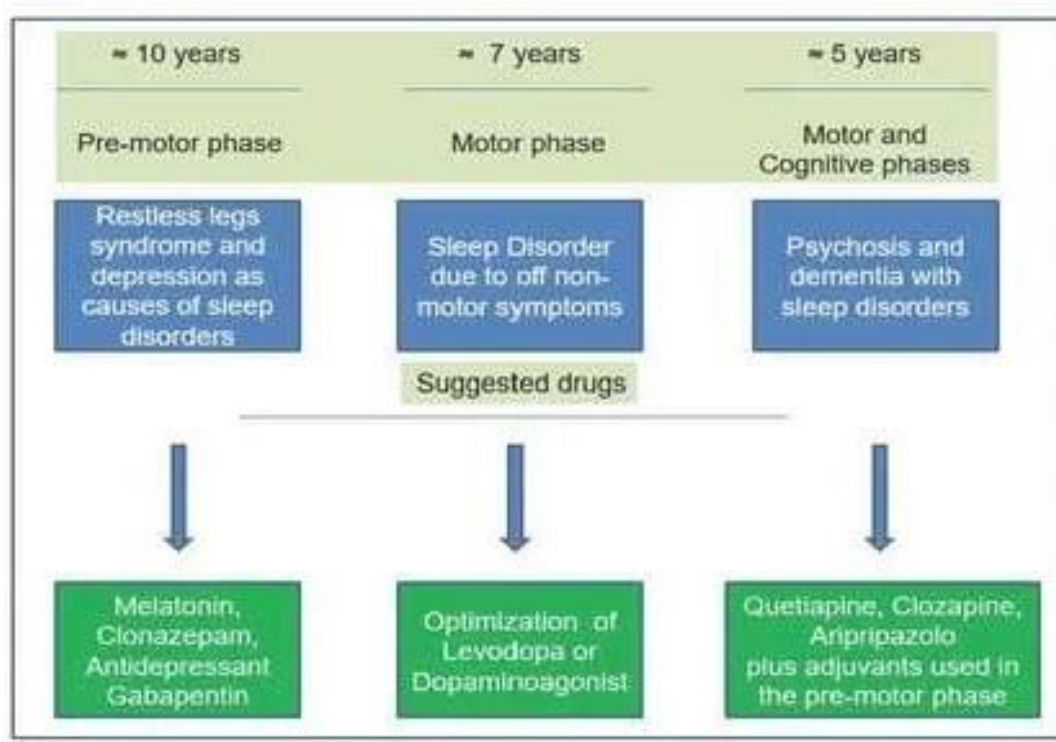 ≈ 10 years
≈ 7 years
≈ 5 years
Pre-motor phase
Motor phase
Motor and
Cognitive phases
Restless legs
syndrome and
depression as
causes of sleep
disorders
Sleep Disorder
due to off non-
motor symptoms
Psychosis and
dementia with
sleep disorders
Suggested drugs
Melatonin,
Clonazepam,
Antidepressant
Gabapentin
Optimization of
Levodopa or
Dopaminoagonist
Quetiapine, Clozapine,
Aripripazolo
plus adjuvants used in
the pre-motor phase